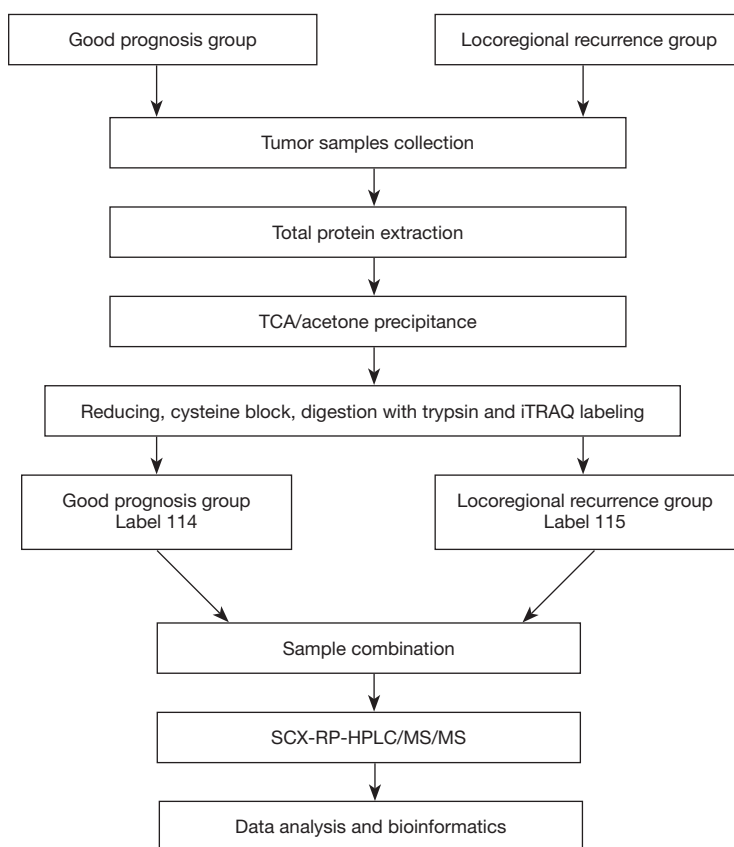 Good prognosis group
Locoregional recurrence group
Tumor samples collection
Total protein extraction
TCA/acetone precipitance
Reducing, cysteine block, digestion with trypsin and iTRAQ labeling
Good prognosis group
Label 114
Locoregional recurrence group
Label 115
Sample combination
SCX-RP-HPLC/MS/MS
Data analysis and bioinformatics